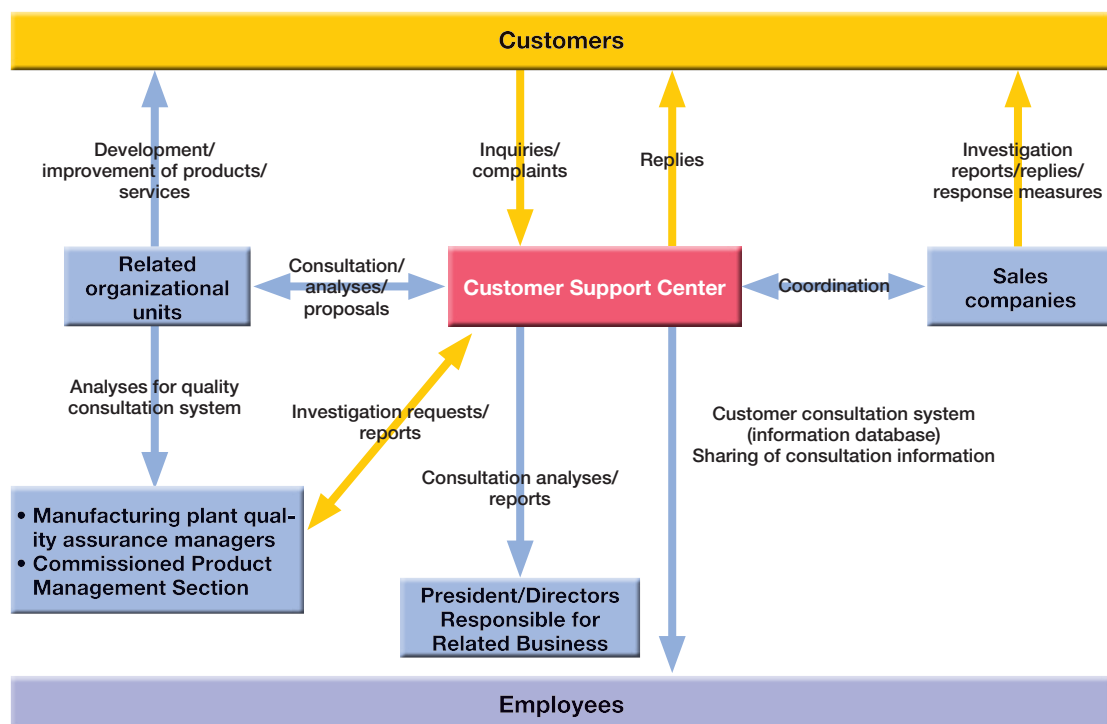 Customers
Development/
improvement of products/
services
Inquiries/
complaints
Replies
Investigation
reports/replies/
response measures
Related
organizational
units
Consultation/
analyses/
proposals
Customer Support Center
Coordination
Sales
companies
Analyses for quality
consultation system
Investigation requests/
reports
Customer consultation system
(information database)
Sharing of consultation information
Consultation analyses/
reports
• Manufacturing plant qual-
ity assurance managers
• Commissioned Product
Management Section
President/Directors
Responsible for
Related Business
Employees